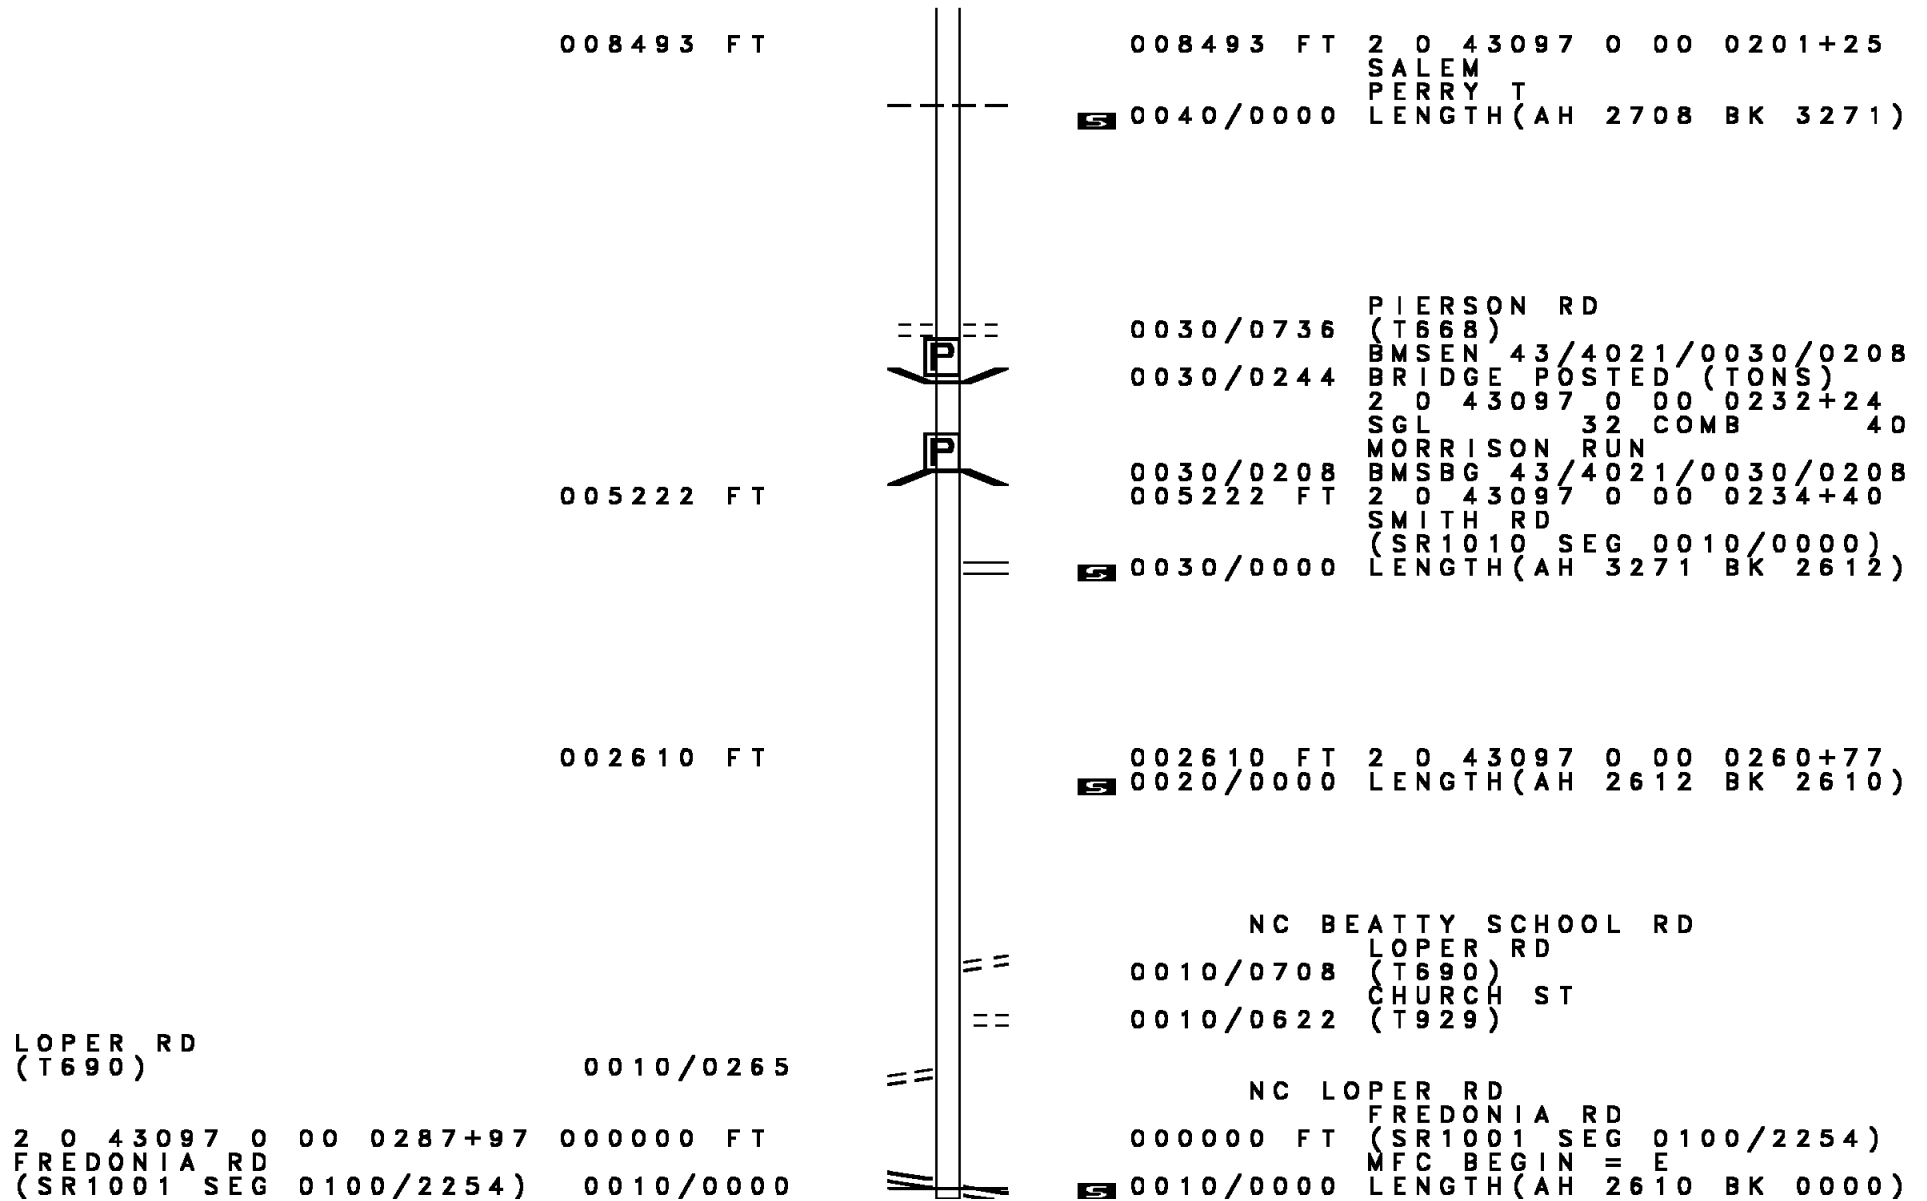 008493 FT 008493 FT 2 0 43097 0 00 0201+25
SALEM
PERRY T
S 0040/0000 LENGTH(AH 2708 BK 3271)
PIERSON RD
0030/0736 (T668)
P BMSEN 43/4021/0030/0208
0030/0244 BRIDGE POSTED (TONS)
2 0 43097 0 00 0232+24
SGL 32 COMB 40
P MORRISON RUN
0030/0208 BMSBG 43/4021/0030/0208
005222 FT 005222 FT 2 0 43097 0 00 0234+40
SMITH RD
(SR1010 SEG 0010/0000)
S 0030/0000 LENGTH(AH 3271 BK 2612)
002610 FT 002610 FT 2 0 43097 0 00 0260+77
S 0020/0000 LENGTH(AH 2612 BK 2610)
NC BEATTY SCHOOL RD
LOPER RD
0010/0708 (T690)
CHURCH ST
0010/0622 (T929)
LOPER RD
(T690) 0010/0265
NC LOPER RD
FREDONIA RD
2 0 43097 0 00 0287+97 000000 FT 000000 FT (SR1001 SEG 0100/2254)
FREDONIA RD MFC BEGIN = E
(SR1001 SEG 0100/2254) 0010/0000 S 0010/0000 LENGTH(AH 2610 BK 0000)